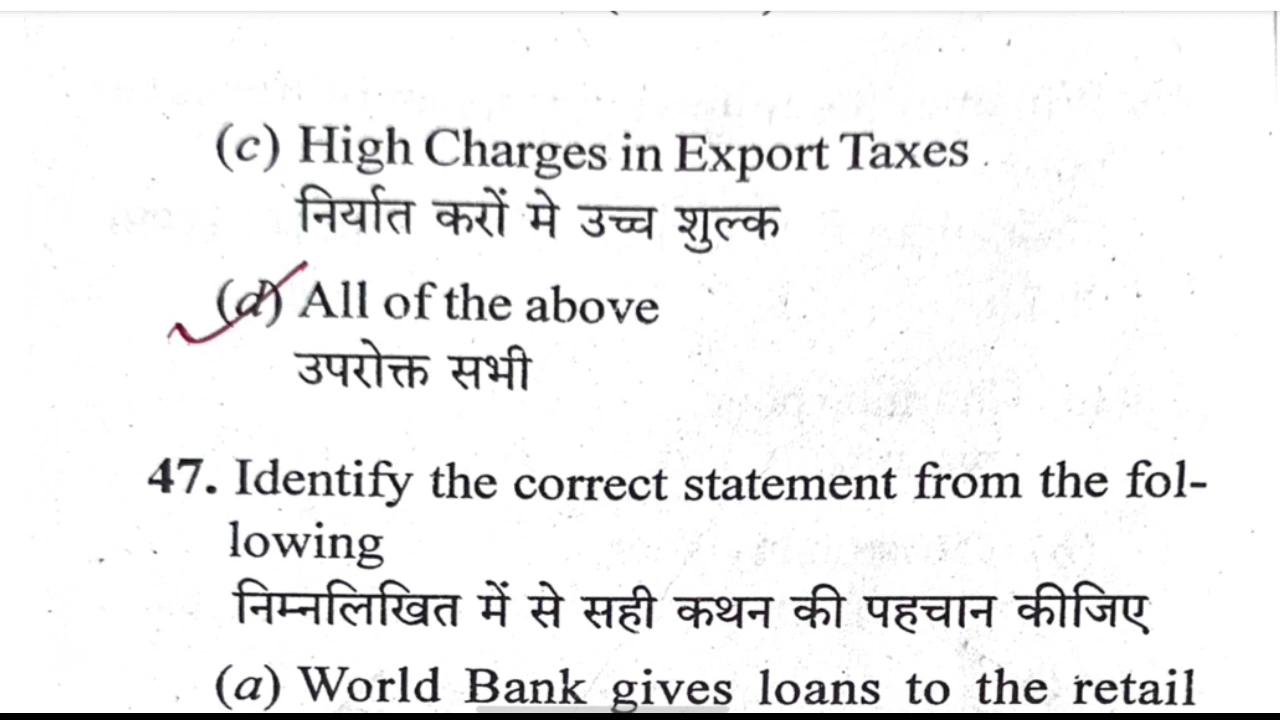 (c) High Charges in Export Taxes
निर्यात करों मे उच्च शुल्क
(d) All of the above
उपरोक्त सभी
47. Identify the correct statement from the fol-
lowing
निम्नलिखित में से सही कथन की पहचान कीजिए
(a) World Bank gives loans to the retail